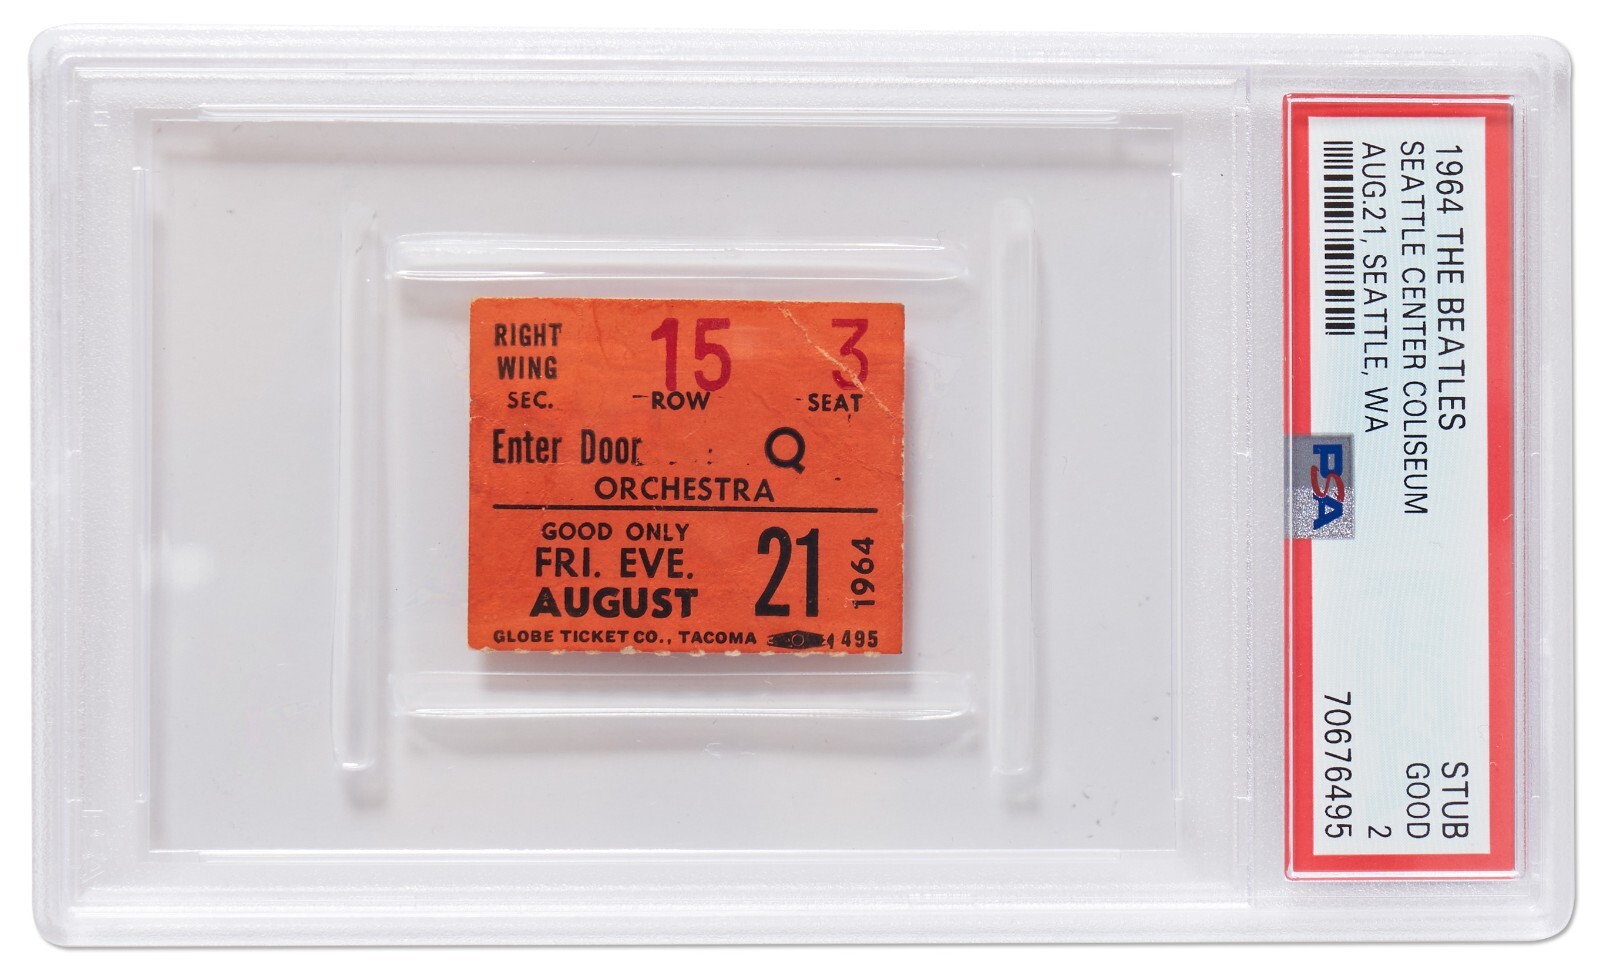 RIGHT WING SEC.
15 ROW
3 SEAT
Enter Door Q
ORCHESTRA
GOOD ONLY
FRI. EVE.
AUGUST
21
1964
GLOBE TICKET CO., TACOMA 495
1964 THE BEATLES STUB
SEATTLE CENTER COLISEUM GOOD
AUG.21, SEATTLE, WA 2
70676495
PSA